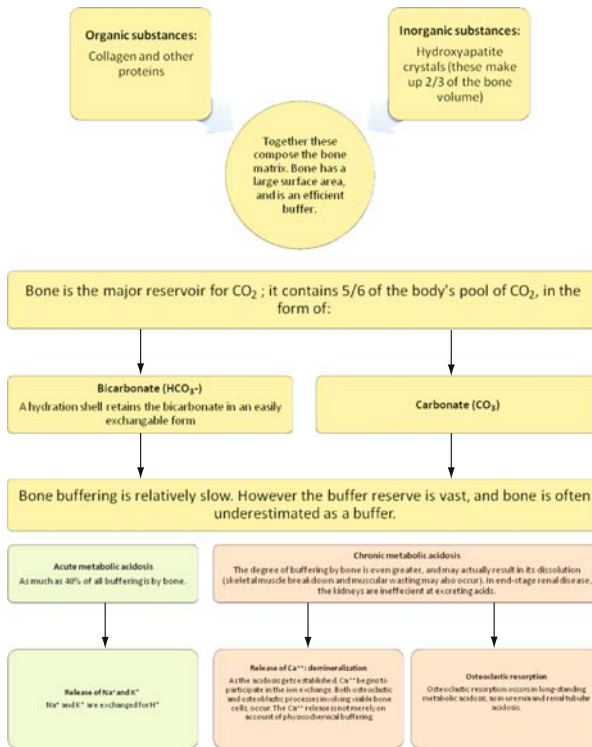 Organic substances:
Collagen and other
proteins
Inorganic substances:
Hydroxyapatite
crystals (these make
up 2/3 of the bone
volume)
Together these
compose the bone
matrix. Bone has a
large surface area,
and is an efficient
buffer.
Bone is the major reservoir for CO₂ ; it contains 5/6 of the body's pool of CO₂, in the
form of:
Bicarbonate (HCO₃-)
A hydration shell retains the bicarbonate in an easily
exchangable form
Carbonate (CO₃)
Bone buffering is relatively slow. However the buffer reserve is vast, and bone is often
underestimated as a buffer.
Acute metabolic acidosis
As much as 40% of all buffering is by bone.
Chronic metabolic acidosis
The degree of buffering by bone is even greater, and may actually result in its dissolution
(skeletal muscle breakdown and muscular wasting may also occur). In end-stage renal disease,
the kidneys are ineffecient at excreting acids.
Release of Na⁺ and K⁺
Na⁺ and K⁺ are exchanged for H⁺
Release of Ca⁺⁺: demineralization
As the acidosis gets established, Ca⁺⁺ begins to
participate in the ion exchange. Both osteoclastic
and osteoblastic processes involving viable bone
cells, occur. The Ca⁺⁺ release is not merely on
account of physicochemical buffering.
Osteoclastic resorption
Osteoclastic resorption occurs in long-standing
metabolic acidosis, as in uremia and renal tubular
acidosis.